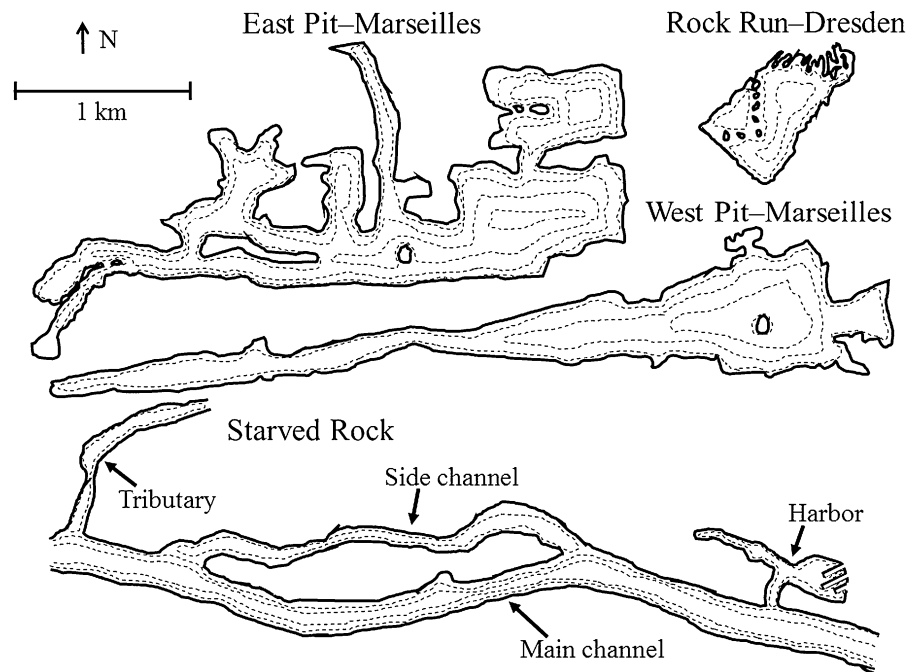 East Pit–Marseilles
Rock Run–Dresden
N
1 km
West Pit–Marseilles
Starved Rock
Side channel
Tributary
Harbor
Main channel